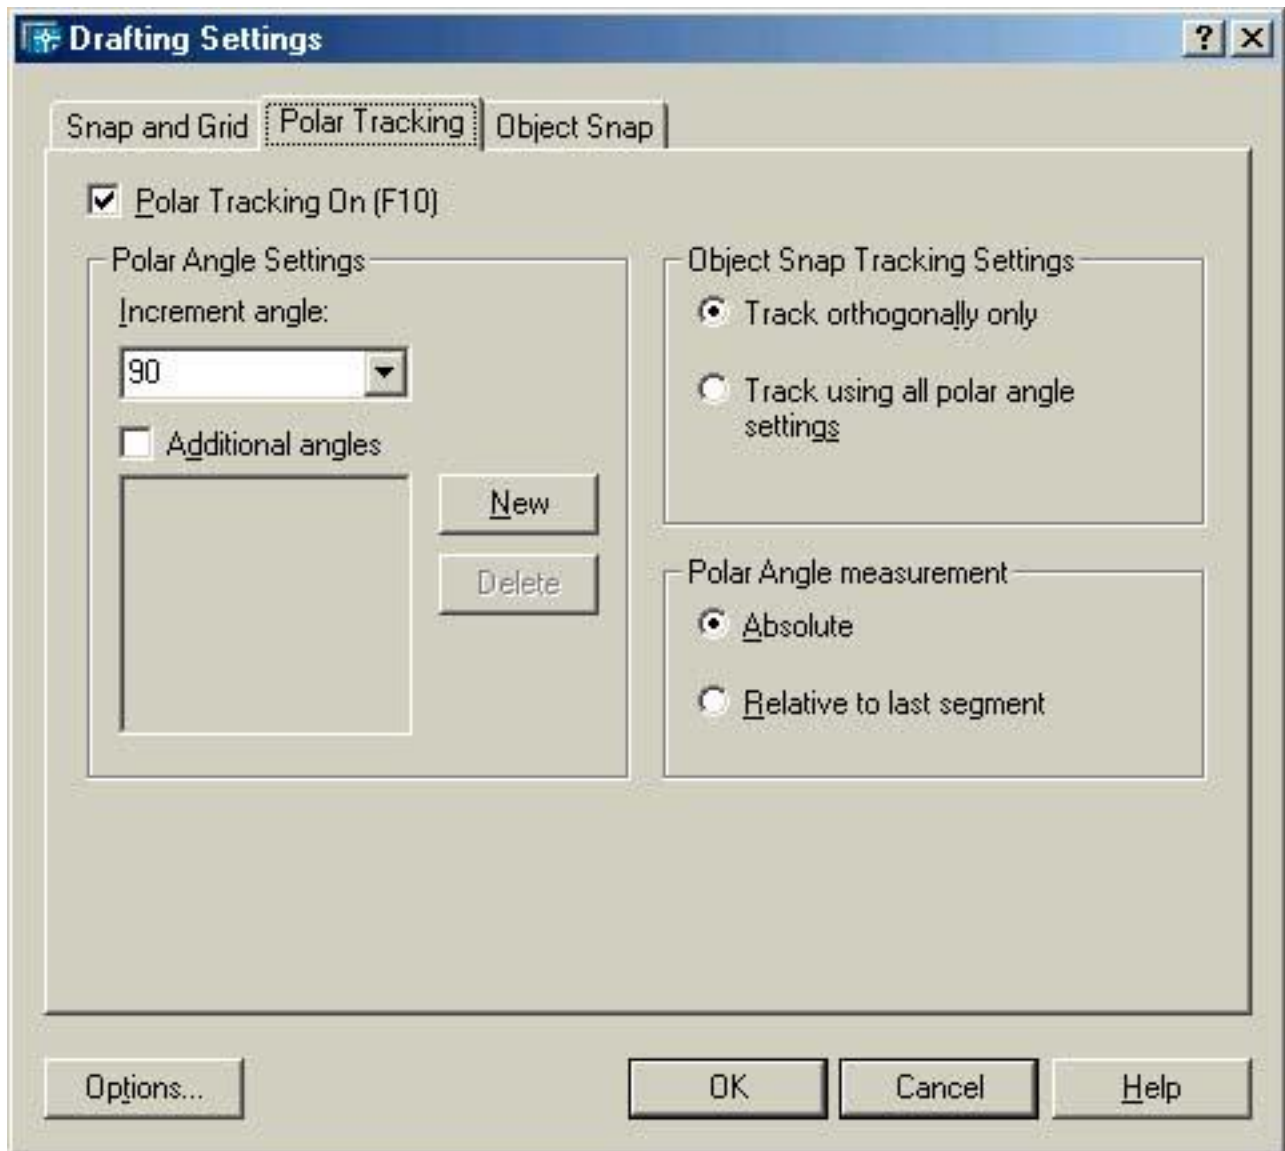 Drafting Settings
Snap and Grid
Polar Tracking
Object Snap
Polar Tracking On (F10)
Polar Angle Settings
Increment angle:
90
Additional angles
New
Delete
Object Snap Tracking Settings
Track orthogonally only
Track using all polar angle
settings
Polar Angle measurement
Absolute
Relative to last segment
Options...
OK
Cancel
Help